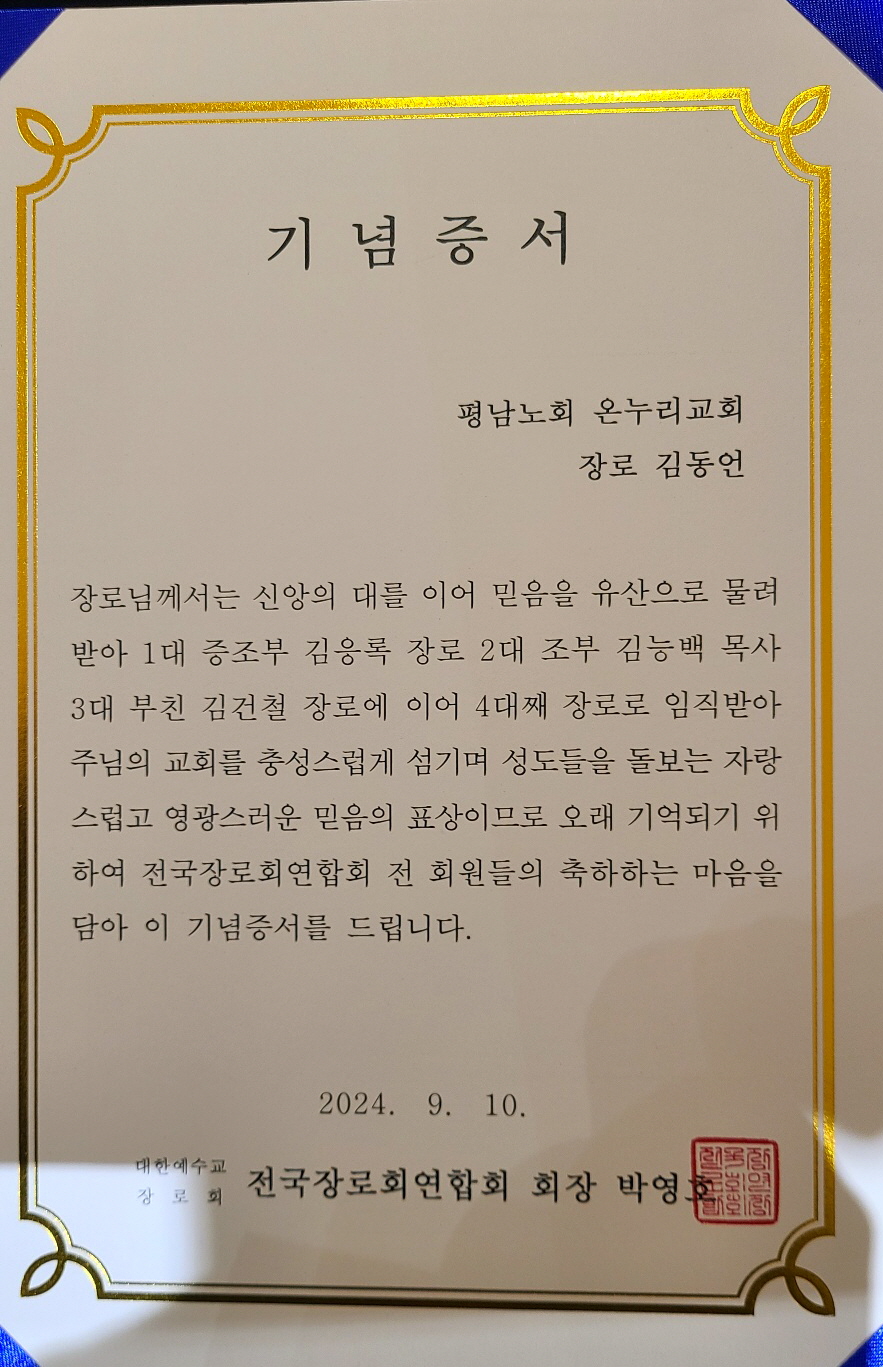 기념증서
평남노회 온누리교회
장로 김동언
장로님께서는 신앙의 대를 이어 믿음을 유산으로 물려
받아 1대 증조부 김응록 장로 2대 조부 김능백 목사
3대 부친 김건철 장로에 이어 4대째 장로로 임직받아
주님의 교회를 충성스럽게 섬기며 성도들을 돌보는 자랑
스럽고 영광스러운 믿음의 표상이므로 오래 기억되기 위
하여 전국장로회연합회 전 회원들의 축하하는 마음을
담아 이 기념증서를 드립니다.
2024. 9. 10.
대한예수교
장로회
전국장로회연합회 회장 박영호